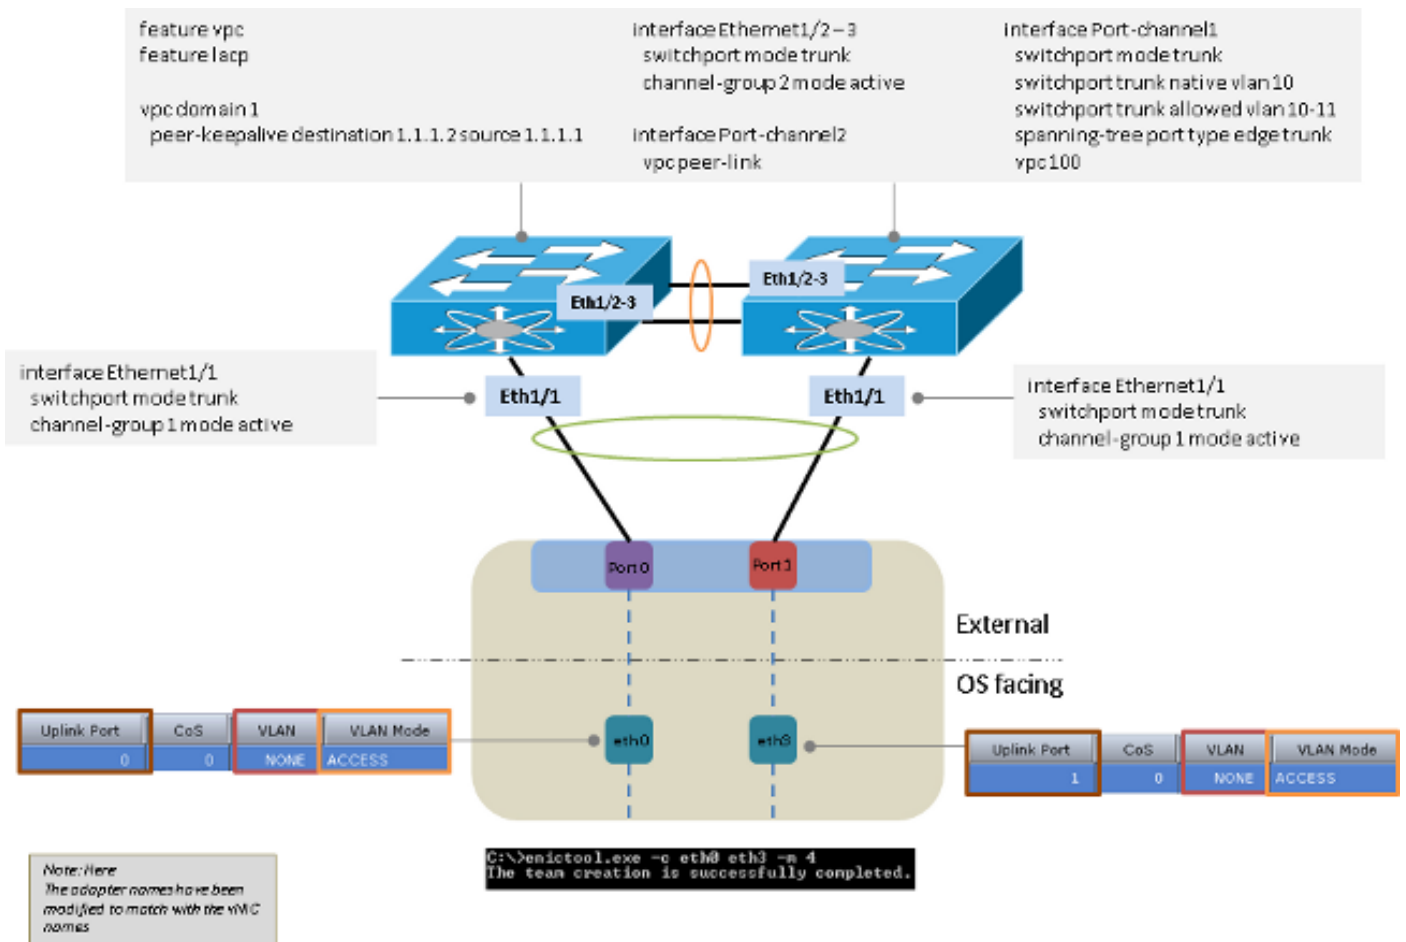 feature vpc
feature lacp
vpc domain 1
peer-keepalive destination 1.1.1.2 source 1.1.1.1
interface Ethernet1/2 – 3
switchport mode trunk
channel-group 2 mode active
interface Port-channel2
vpc peer-link
interface Port-channel1
switchport mode trunk
switchport trunk native vlan 10
switchport trunk allowed vlan 10-11
spanning-tree port type edge trunk
vpc 100
Eth1/2-3
Eth1/2-3
interface Ethernet1/1
switchport mode trunk
channel-group 1 mode active
Eth1/1
Eth1/1
interface Ethernet1/1
switchport mode trunk
channel-group 1 mode active
Port 0
Port 1
External
OS facing
Uplink Port CoS VLAN VLAN Mode
0 0 NONE ACCESS
eth0
eth3
Uplink Port CoS VLAN VLAN Mode
1 0 NONE ACCESS
C:\>enictool.exe -c eth0 eth3 -m 4
The team creation is successfully completed.
Note: Here
The adapter names have been
modified to match with the vNIC
names